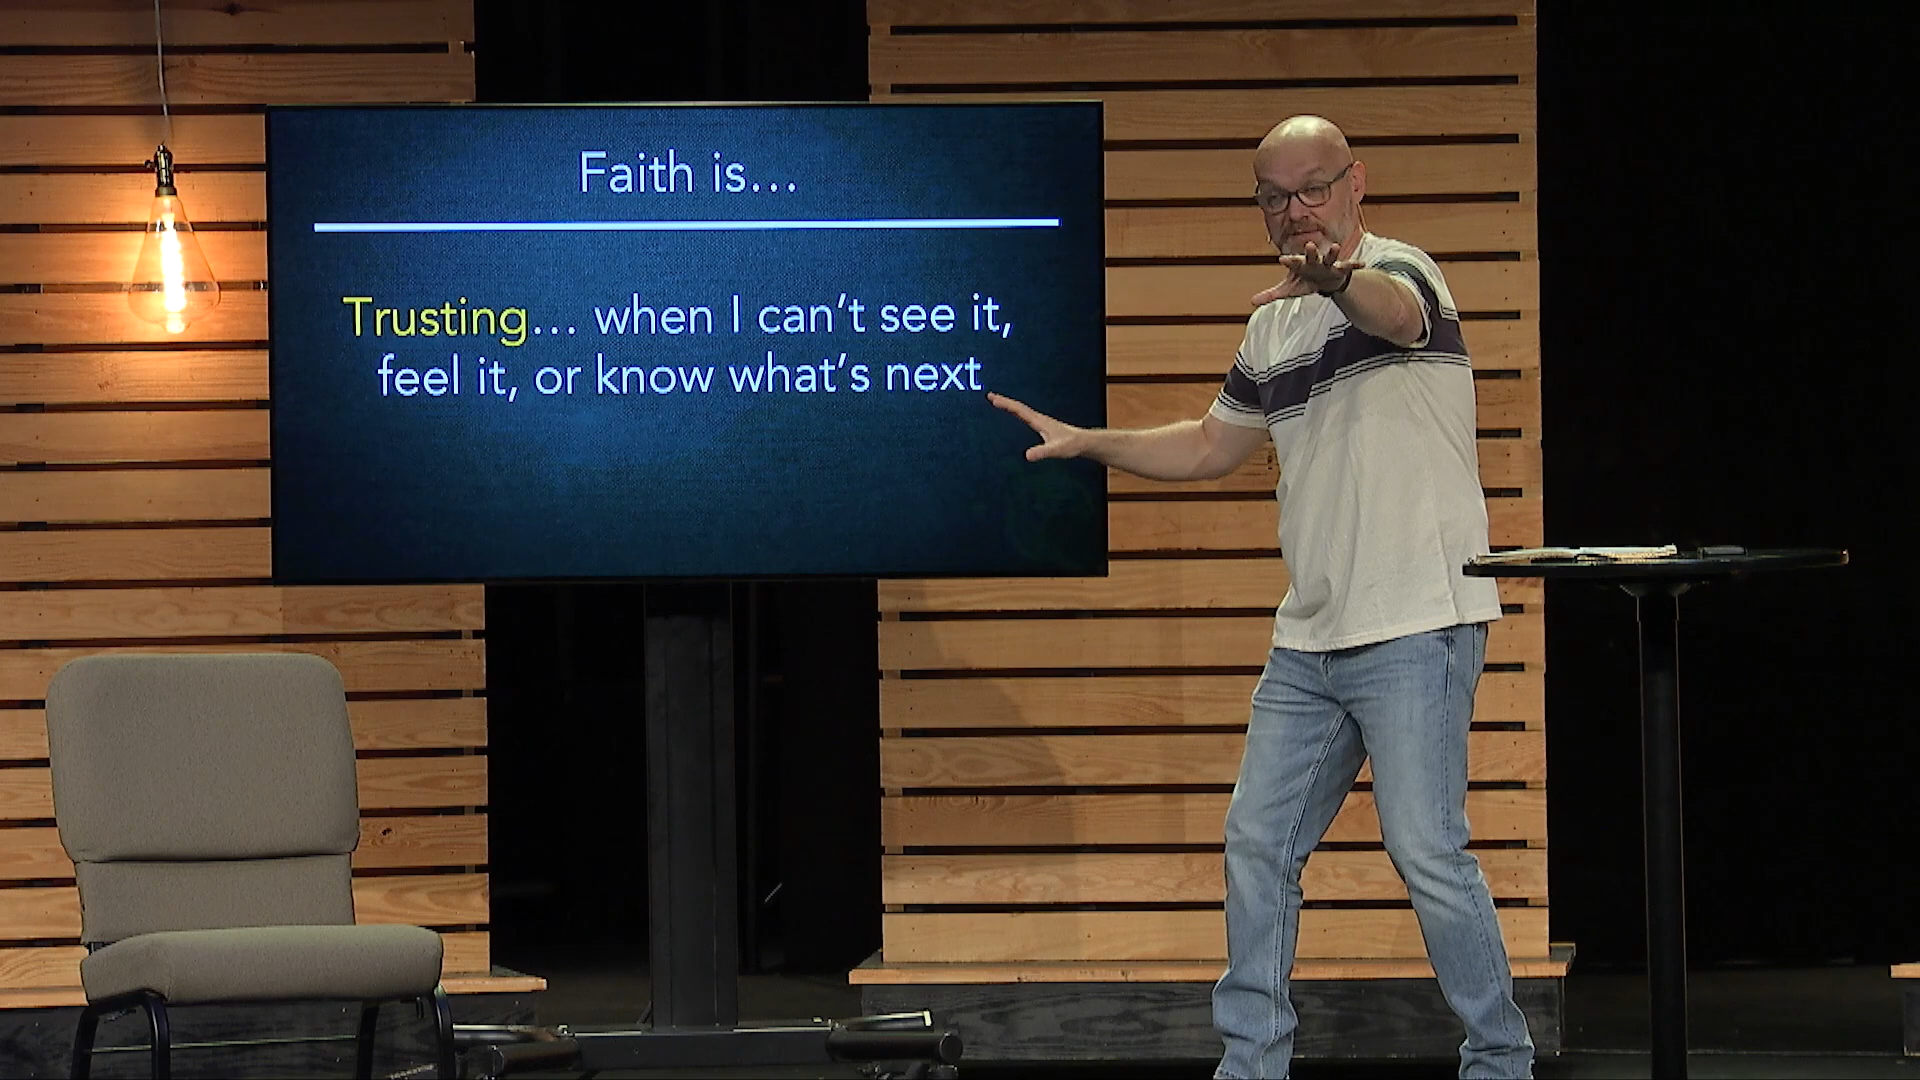 Faith is...
Trusting... when I can't see it,
feel it, or know what's next